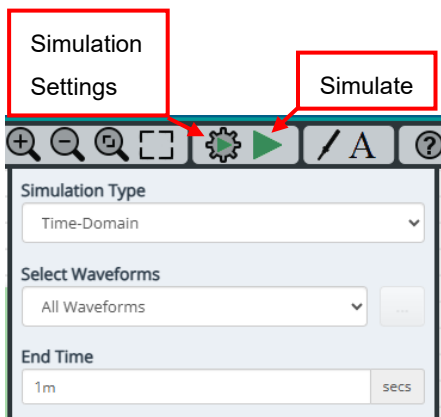 Simulation
Settings
Simulate
A
?
Simulation Type
Time-Domain
Select Waveforms
All Waveforms
...
End Time
1m
secs